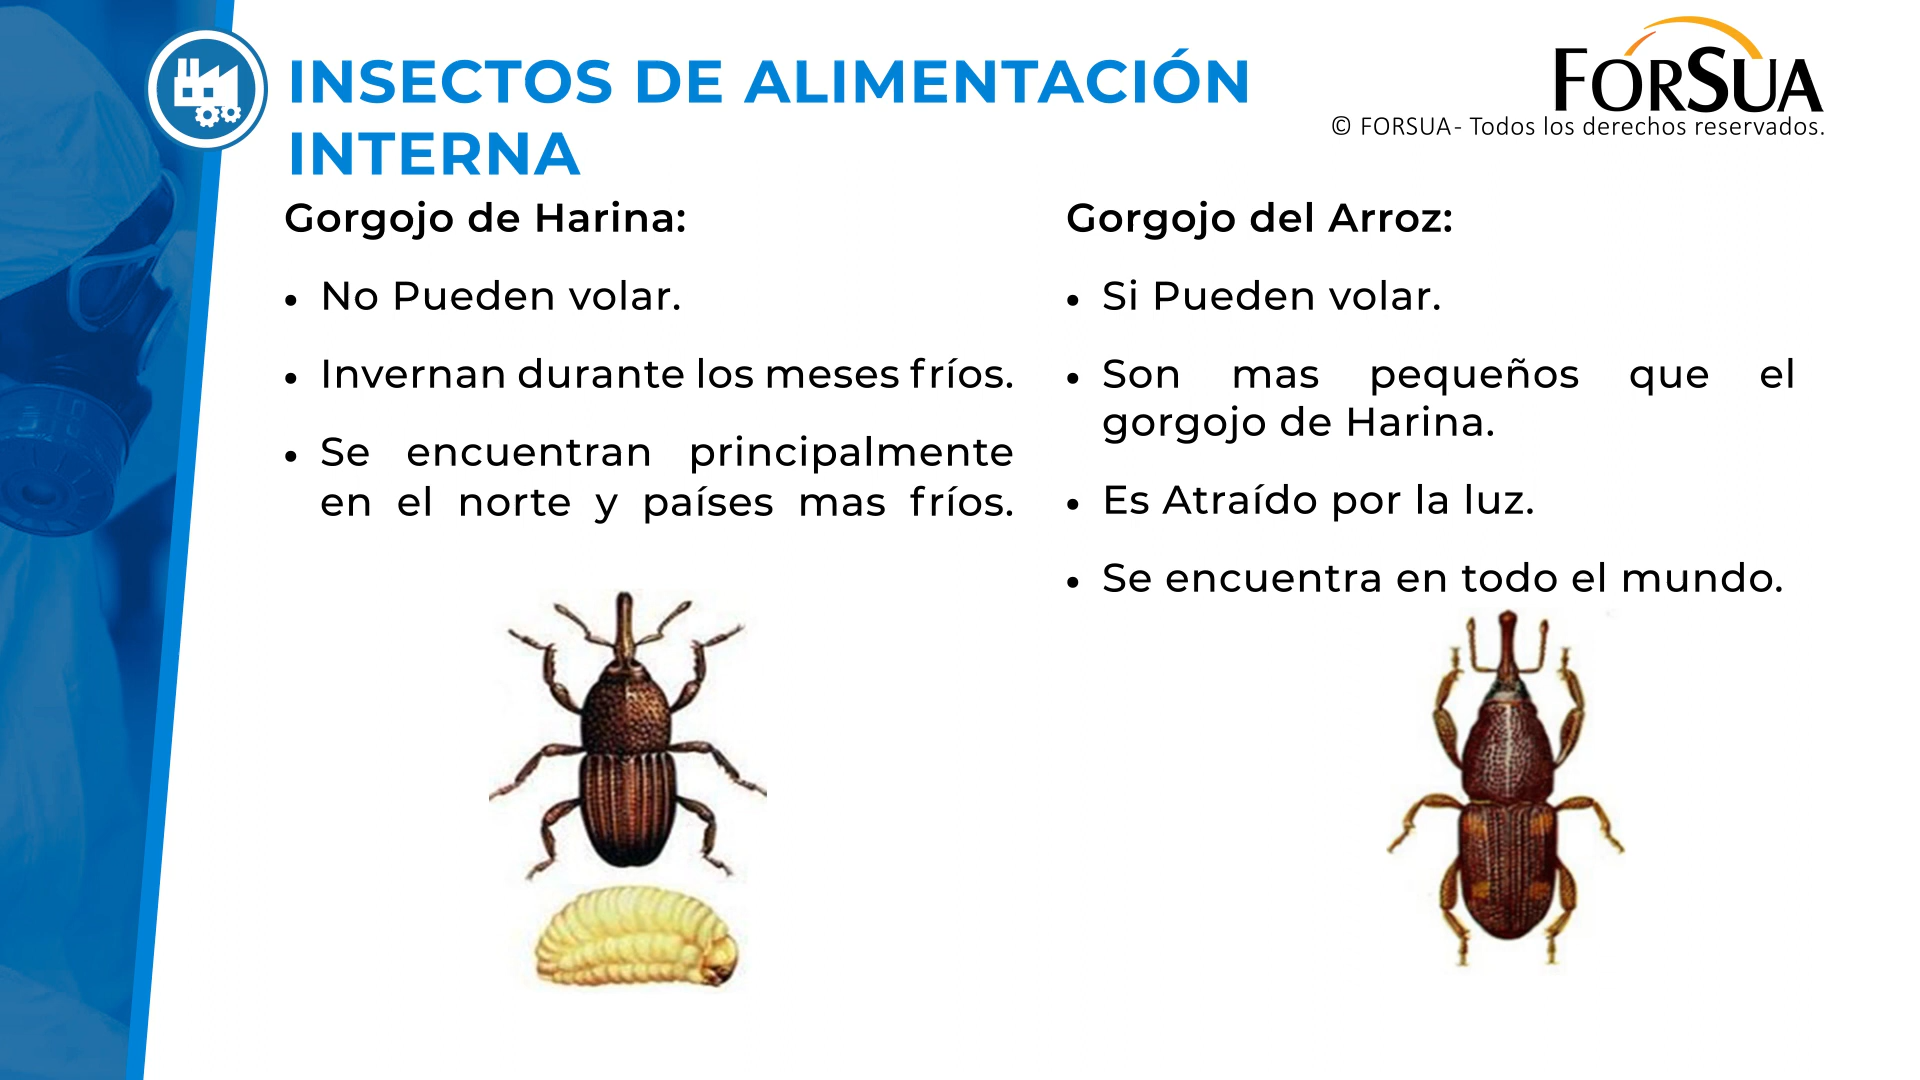 INSECTOS DE ALIMENTACIÓN
INTERNA
FORSUA
© FORSUA- Todos los derechos reservados.
Gorgojo de Harina:
• No Pueden volar.
• Invernan durante los meses fríos.
• Se encuentran principalmente
en el norte y países mas fríos.
Gorgojo del Arroz:
• Si Pueden volar.
• Son mas pequeños que el
gorgojo de Harina.
• Es Atraído por la luz.
• Se encuentra en todo el mundo.